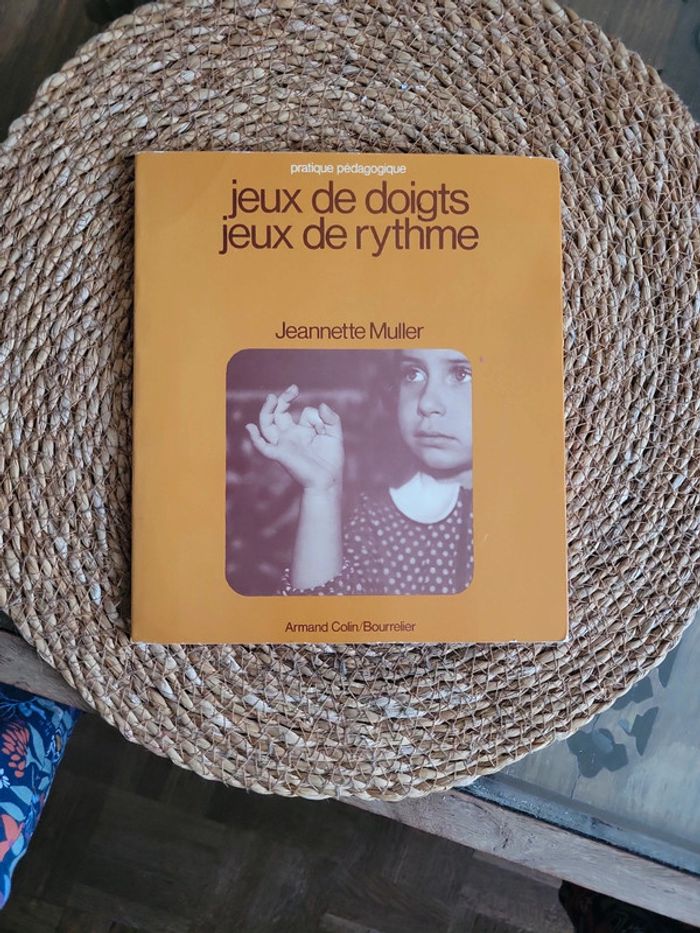 pratique pédagogique
jeux de doigts
jeux de rythme
Jeannette Muller
Armand Colin/Bourrelier